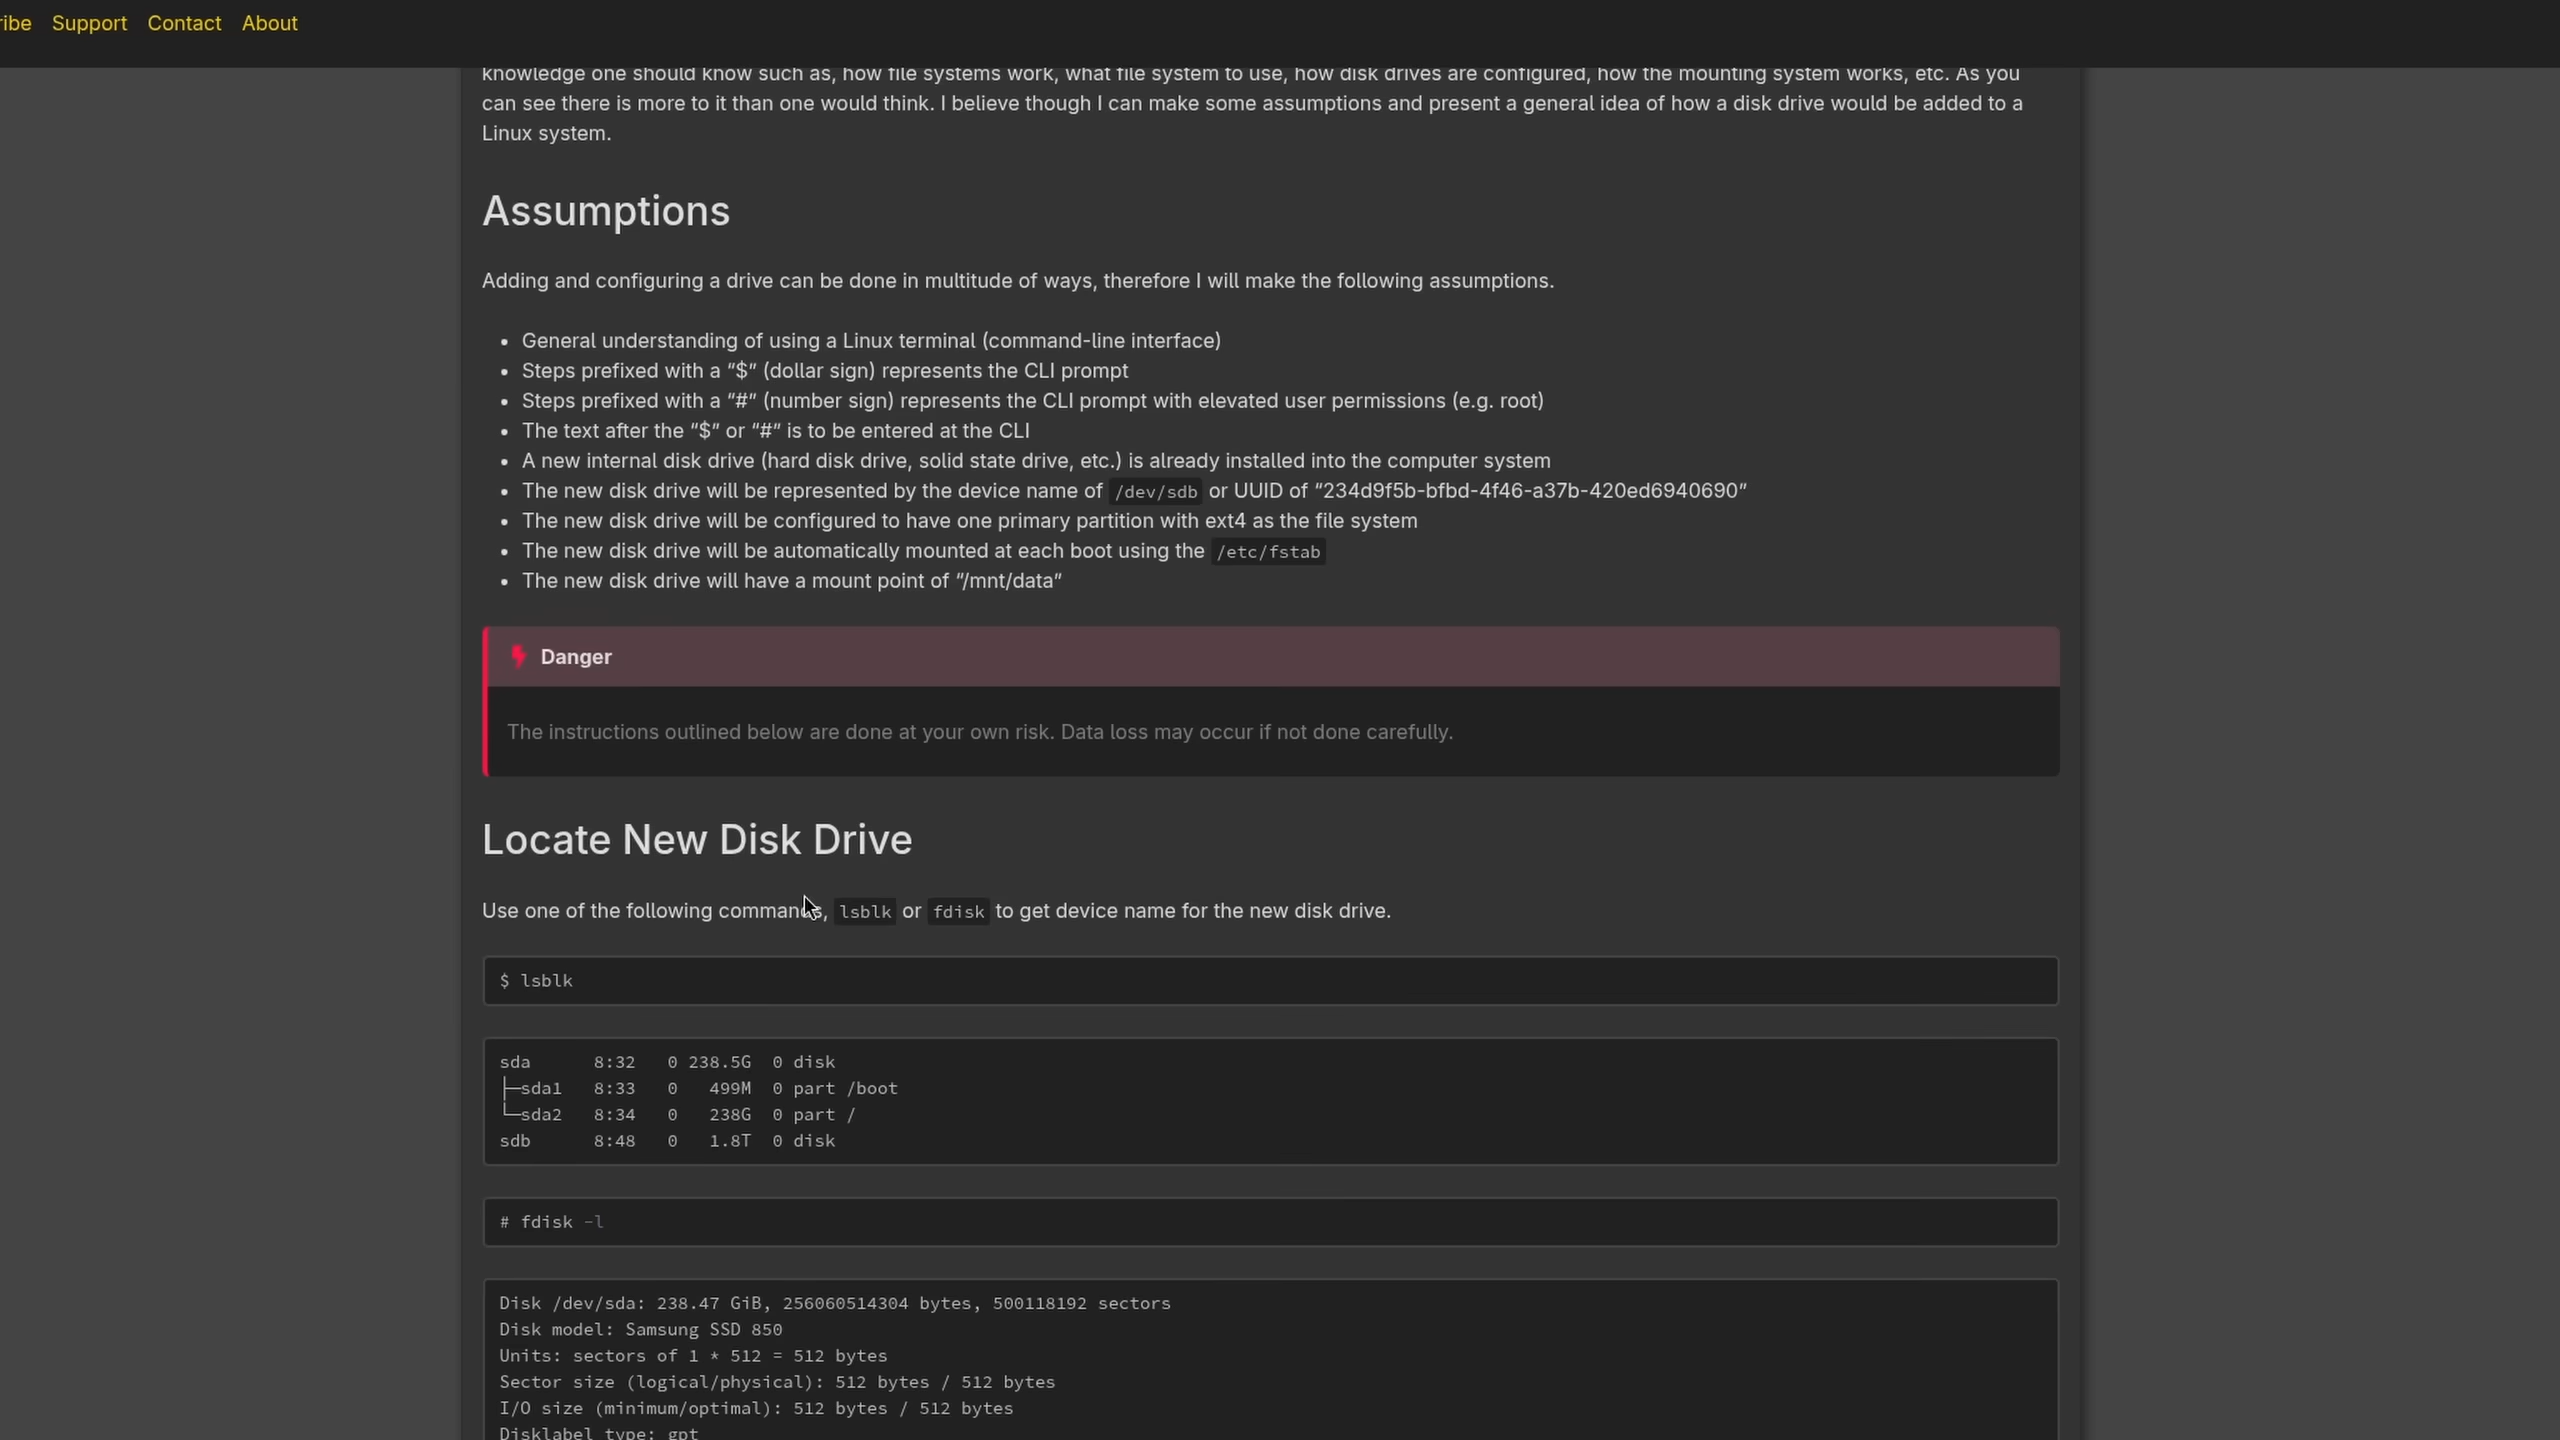 ribe Support Contact About
knowledge one should know such as, how file systems work, what file system to use, how disk drives are configured, how the mounting system works, etc. As you
can see there is more to it than one would think. I believe though I can make some assumptions and present a general idea of how a disk drive would be added to a
Linux system.
Assumptions
Adding and configuring a drive can be done in multitude of ways, therefore I will make the following assumptions.
• General understanding of using a Linux terminal (command-line interface)
• Steps prefixed with a “$” (dollar sign) represents the CLI prompt
• Steps prefixed with a “#” (number sign) represents the CLI prompt with elevated user permissions (e.g. root)
• The text after the “$” or “#” is to be entered at the CLI
• A new internal disk drive (hard disk drive, solid state drive, etc.) is already installed into the computer system
• The new disk drive will be represented by the device name of /dev/sdb or UUID of “234d9f5b-bfbd-4f46-a37b-420ed6940690”
• The new disk drive will be configured to have one primary partition with ext4 as the file system
• The new disk drive will be automatically mounted at each boot using the /etc/fstab
• The new disk drive will have a mount point of “/mnt/data”
Danger
The instructions outlined below are done at your own risk. Data loss may occur if not done carefully.
Locate New Disk Drive
Use one of the following commands, lsblk or fdisk to get device name for the new disk drive.
$ lsblk
sda      8:32   0 238.5G  0 disk
├─sda1   8:33   0   499M  0 part /boot
└─sda2   8:34   0   238G  0 part /
sdb      8:48   0   1.8T  0 disk
# fdisk -l
Disk /dev/sda: 238.47 GiB, 256060514304 bytes, 500118192 sectors
Disk model: Samsung SSD 850
Units: sectors of 1 * 512 = 512 bytes
Sector size (logical/physical): 512 bytes / 512 bytes
I/O size (minimum/optimal): 512 bytes / 512 bytes
Disklabel type: gpt